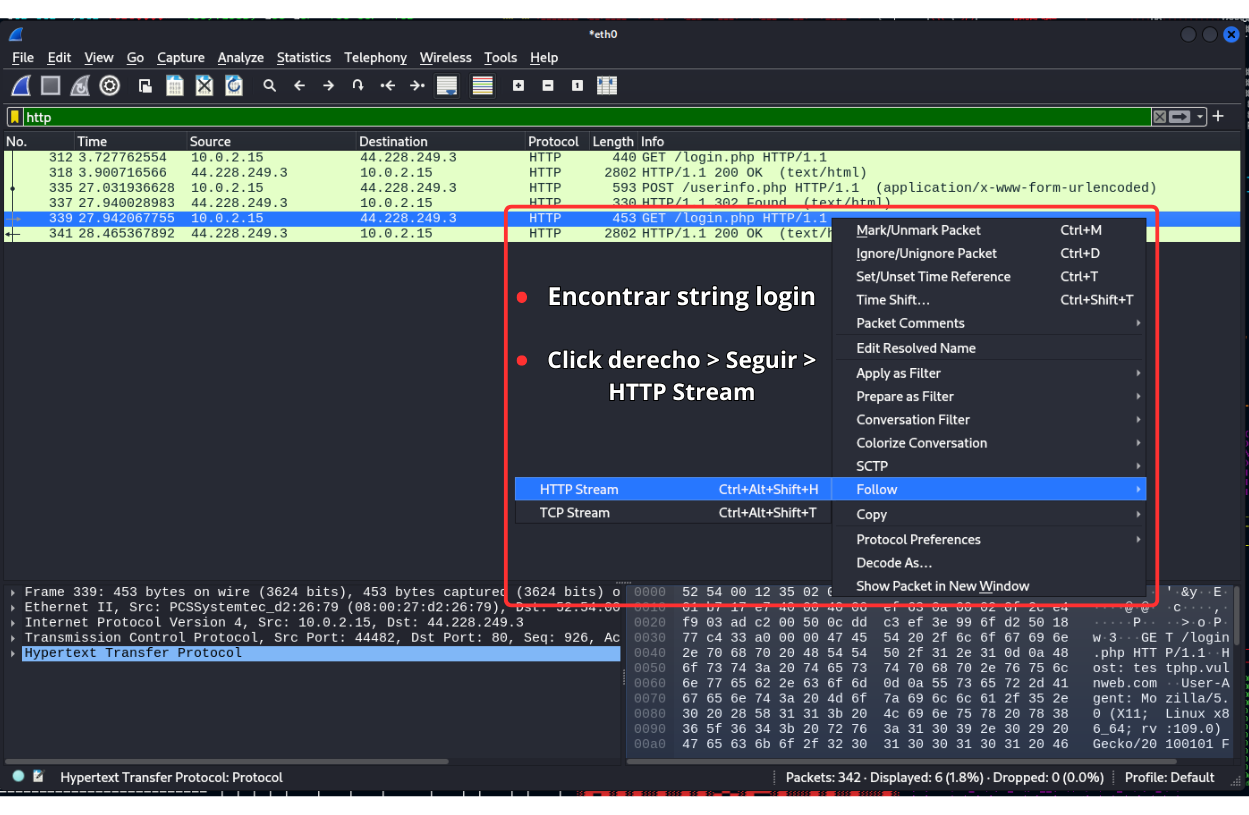 *eth0
File Edit View Go Capture Analyze Statistics Telephony Wireless Tools Help
http
No. Time Source Destination Protocol Length Info
312 3.727762554 10.0.2.15 44.228.249.3 HTTP 440 GET /login.php HTTP/1.1
318 3.900716566 44.228.249.3 10.0.2.15 HTTP 2802 HTTP/1.1 200 OK (text/html)
335 27.031936628 10.0.2.15 44.228.249.3 HTTP 593 POST /userinfo.php HTTP/1.1 (application/x-www-form-urlencoded)
337 27.940028983 44.228.249.3 10.0.2.15 HTTP 330 HTTP/1.1 302 Found (text/html)
339 27.942067755 10.0.2.15 44.228.249.3 HTTP 453 GET /login.php HTTP/1.1
341 28.465367892 44.228.249.3 10.0.2.15 HTTP 2802 HTTP/1.1 200 OK (text/h
Mark/Unmark Packet Ctrl+M
Ignore/Unignore Packet Ctrl+D
Set/Unset Time Reference Ctrl+T
Time Shift... Ctrl+Shift+T
Packet Comments
Edit Resolved Name
Apply as Filter
Prepare as Filter
Conversation Filter
Colorize Conversation
SCTP
Follow
Copy
Protocol Preferences
Decode As...
Show Packet in New Window
• Encontrar string login
• Click derecho > Seguir >
HTTP Stream
HTTP Stream Ctrl+Alt+Shift+H
TCP Stream Ctrl+Alt+Shift+T
Frame 339: 453 bytes on wire (3624 bits), 453 bytes captured (3624 bits) o
Ethernet II, Src: PCSSystemtec_d2:26:79 (08:00:27:d2:26:79), Dst: 52:54:00
Internet Protocol Version 4, Src: 10.0.2.15, Dst: 44.228.249.3
Transmission Control Protocol, Src Port: 44482, Dst Port: 80, Seq: 926, Ac
Hypertext Transfer Protocol
0000 52 54 00 12 35 02 '·&y··E·
0010 01 b7 17 e7 40 00 40 06 ef 03 0a 00 02 0f 2c e4 ····@·@· ·c····,·
0020 f9 03 ad c2 00 50 0c dd c3 ef 3e 99 6f d2 50 18 ·····P·· ··>·o·P·
0030 77 c4 33 a0 00 00 47 45 54 20 2f 6c 6f 67 69 6e w·3···GE T /login
0040 2e 70 68 70 20 48 54 54 50 2f 31 2e 31 0d 0a 48 .php HTT P/1.1··H
0050 6f 73 74 3a 20 74 65 73 74 70 68 70 2e 76 75 6c ost: tes tphp.vul
0060 6e 77 65 62 2e 63 6f 6d 0d 0a 55 73 65 72 2d 41 nweb.com ··User-A
0070 67 65 6e 74 3a 20 4d 6f 7a 69 6c 6c 61 2f 35 2e gent: Mo zilla/5.
0080 30 20 28 58 31 31 3b 20 4c 69 6e 75 78 20 78 38 0 (X11; Linux x8
0090 36 5f 36 34 3b 20 72 76 3a 31 30 39 2e 30 29 20 6_64; rv :109.0)
00a0 47 65 63 6b 6f 2f 32 30 31 30 30 31 30 31 20 46 Gecko/20 100101 F
Hypertext Transfer Protocol: Protocol
Packets: 342 · Displayed: 6 (1.8%) · Dropped: 0 (0.0%)
Profile: Default